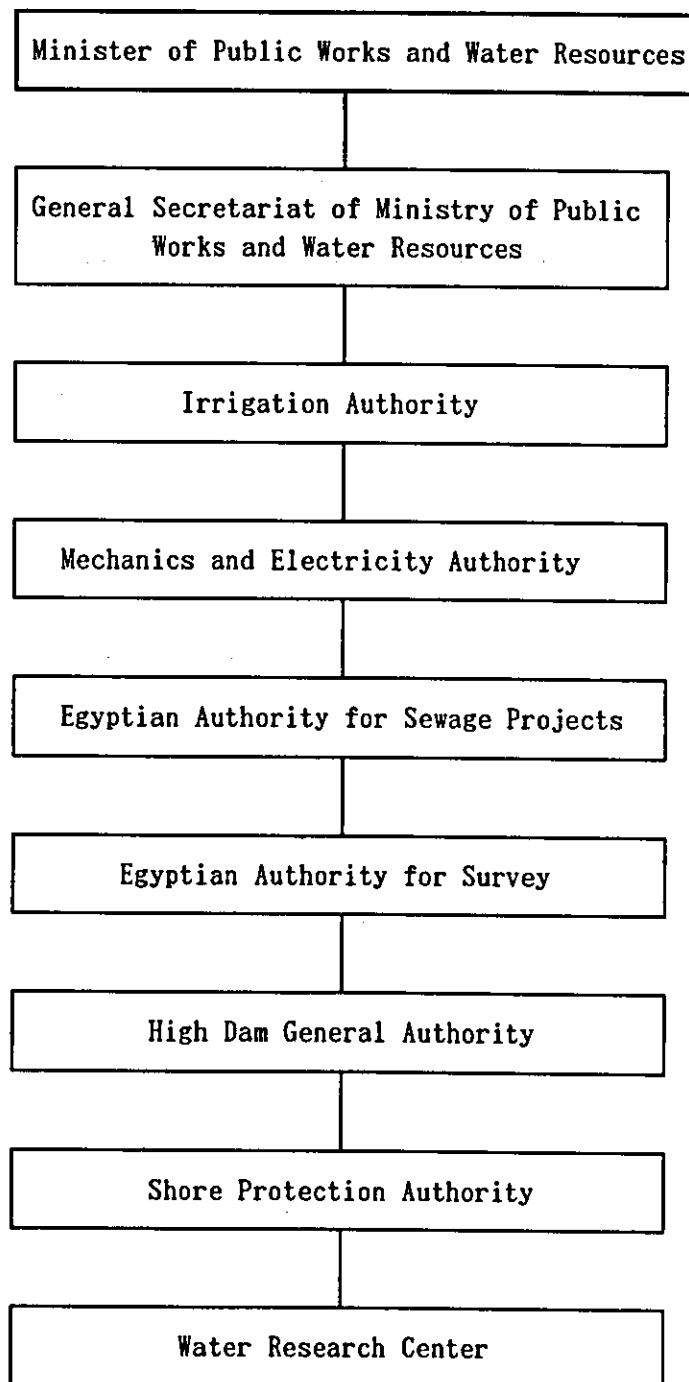 Minister of Public Works and Water Resources
General Secretariat of Ministry of Public
Works and Water Resources
Irrigation Authority
Mechanics and Electricity Authority
Egyptian Authority for Sewage Projects
Egyptian Authority for Survey
High Dam General Authority
Shore Protection Authority
Water Research Center